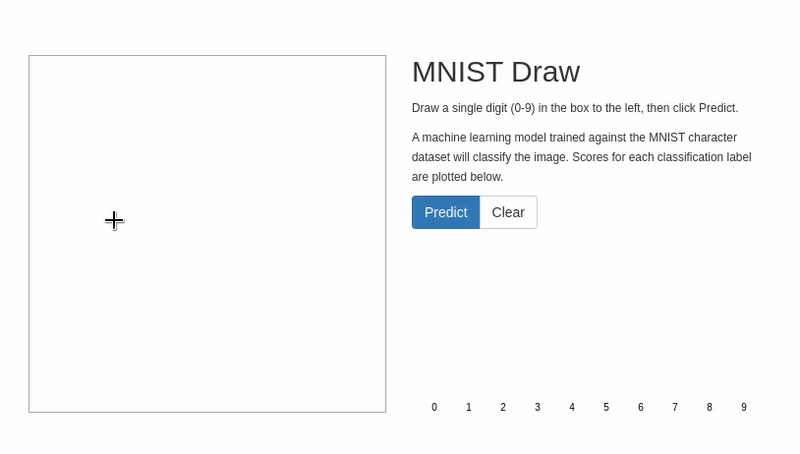 MNIST Draw
Draw a single digit (0-9) in the box to the left, then click Predict.
A machine learning model trained against the MNIST character
dataset will classify the image. Scores for each classification label
are plotted below.
Predict Clear
0 1 2 3 4 5 6 7 8 9